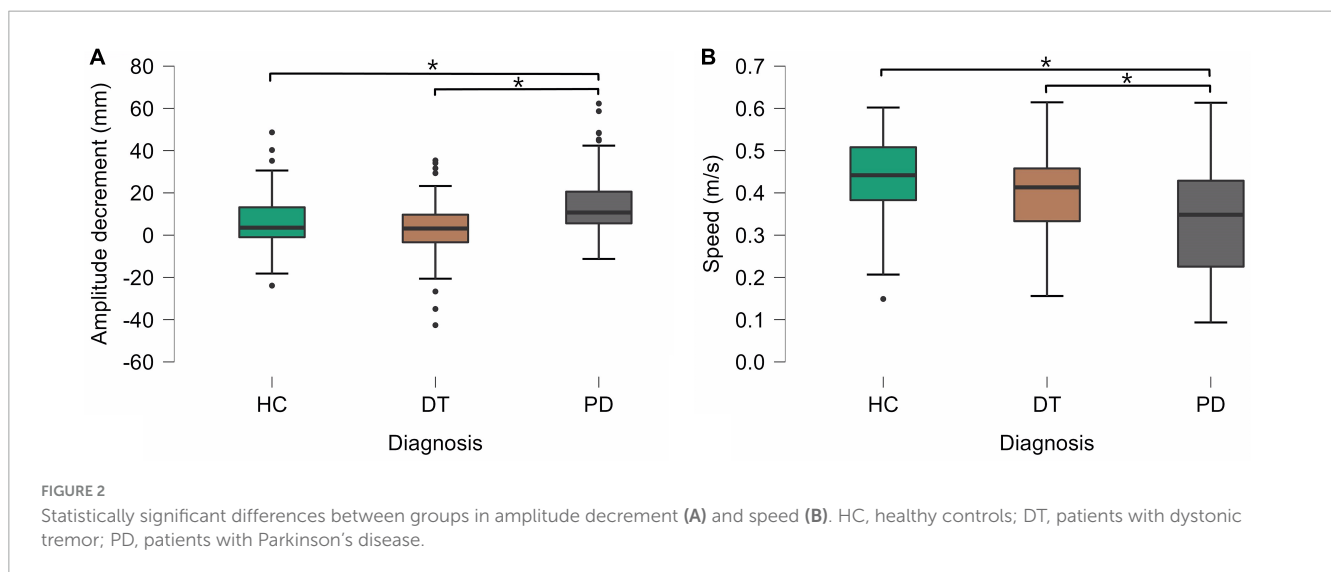 A
80
60
40
20
0
-20
-40
-60
Amplitude decrement (mm)
*
*
HC DT PD
Diagnosis
B
0.7
0.6
0.5
0.4
0.3
0.2
0.1
0.0
Speed (m/s)
*
*
HC DT PD
Diagnosis
FIGURE 2
Statistically significant differences between groups in amplitude decrement (A) and speed (B). HC, healthy controls; DT, patients with dystonic
tremor; PD, patients with Parkinson's disease.